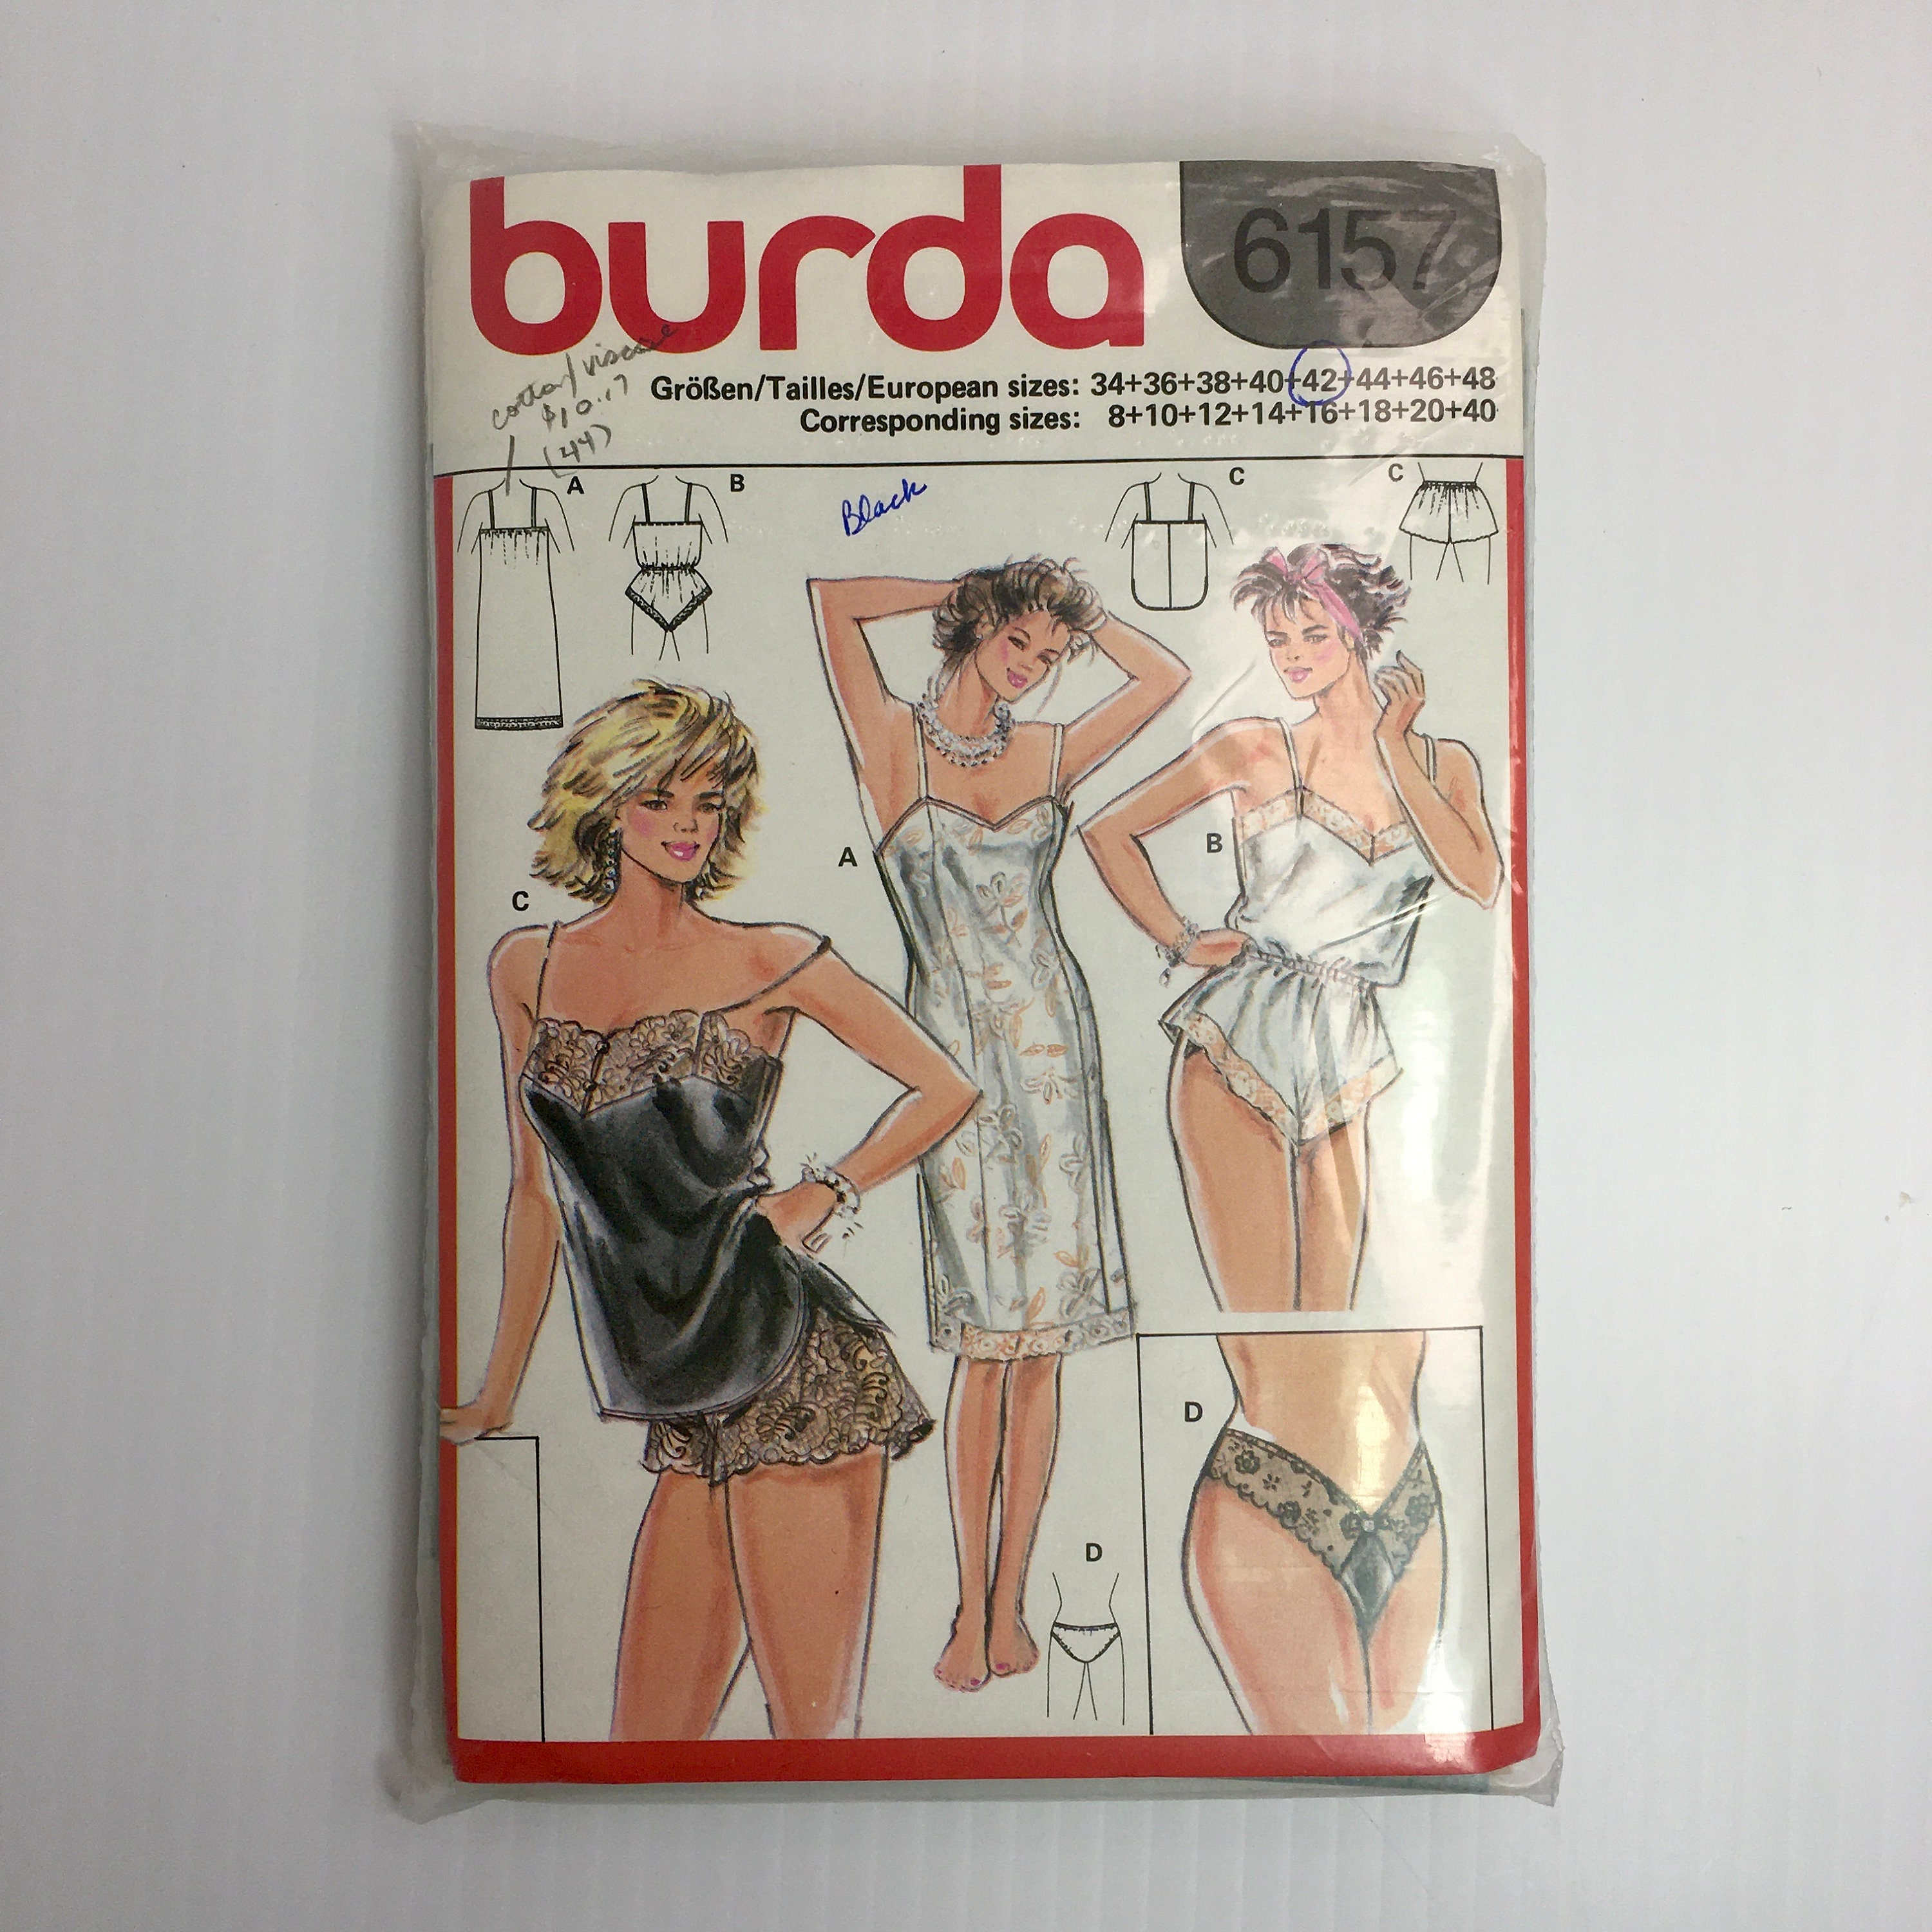 burda
6157
cotton/viscose
$10.17
(44)
Größen/Tailles/European sizes: 34+36+38+40+42+44+46+48
Corresponding sizes: 8+10+12+14+16+18+20+40
A
B
Black
C
C
C
A
B
D
D